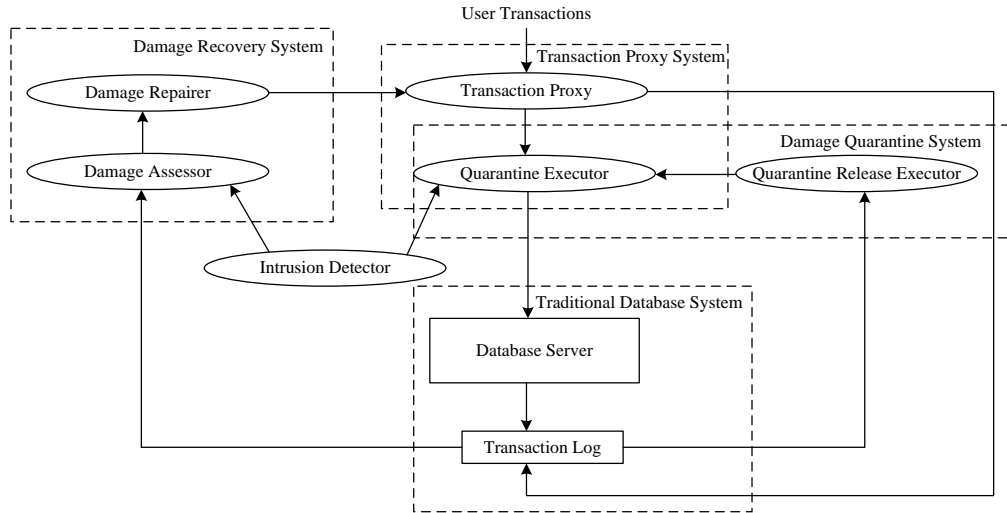 User Transactions
Damage Recovery System
Transaction Proxy System
Damage Repairer
Transaction Proxy
Damage Quarantine System
Damage Assessor
Quarantine Executor
Quarantine Release Executor
Intrusion Detector
Traditional Database System
Database Server
Transaction Log